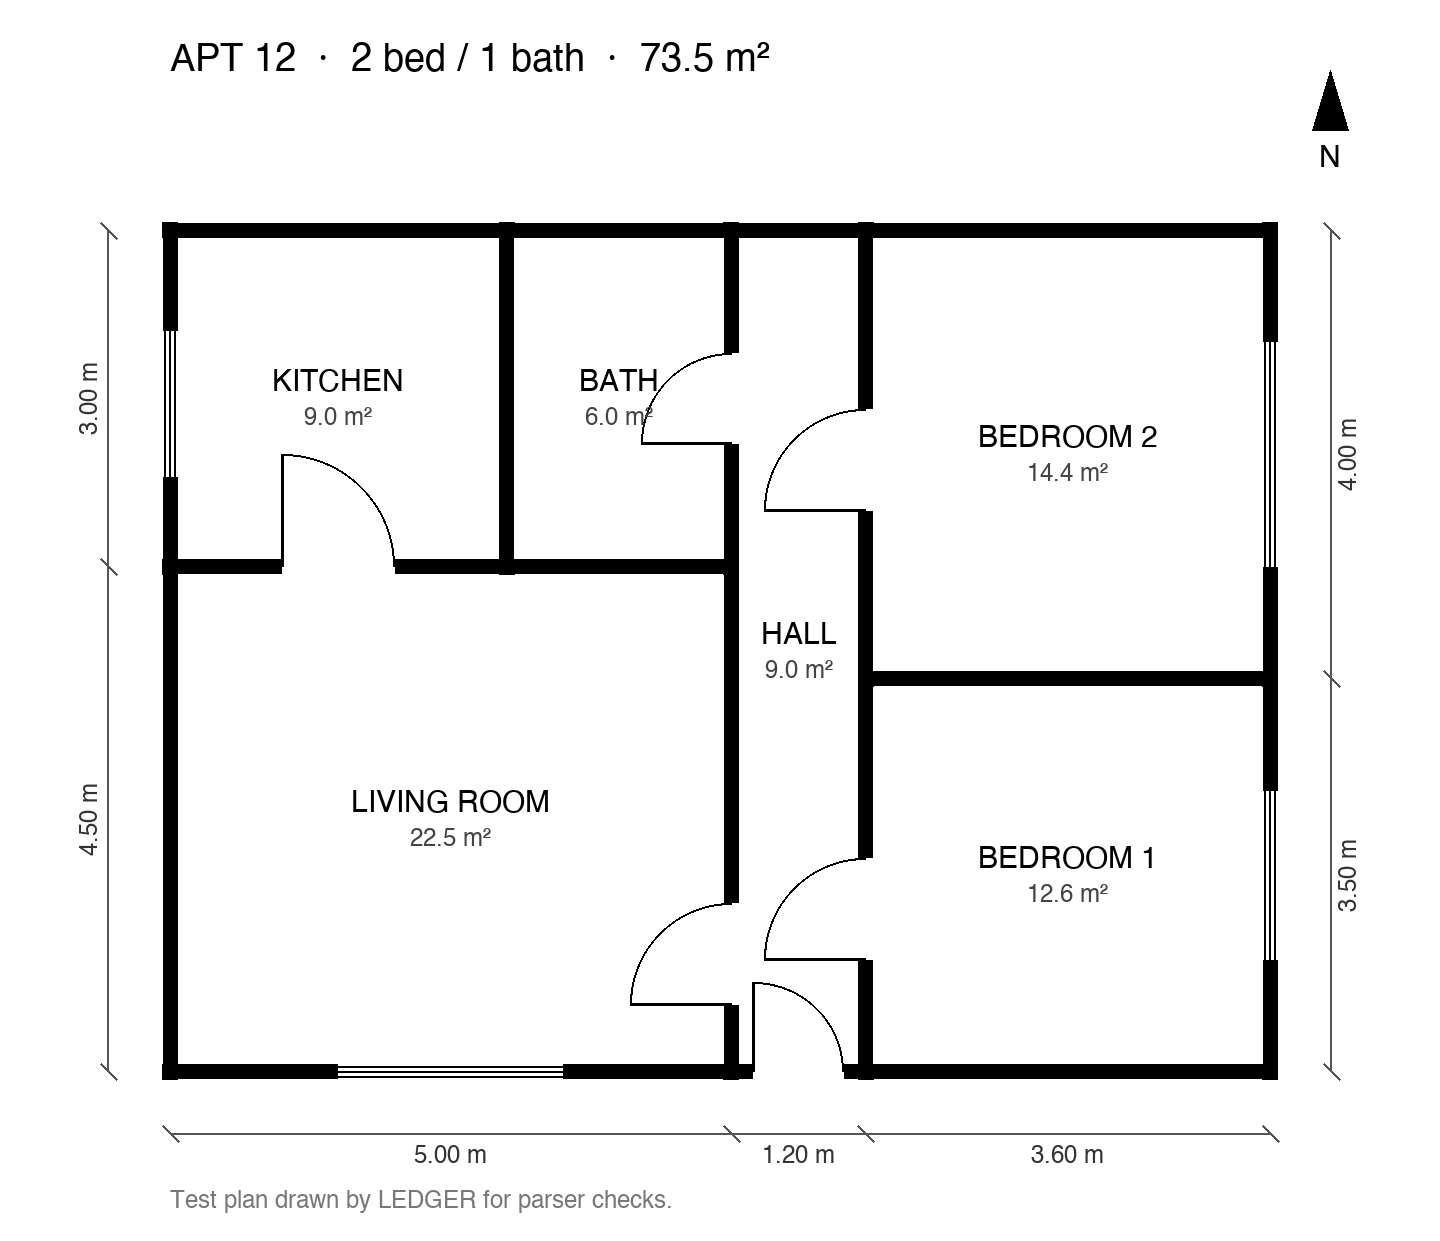 APT 12 · 2 bed / 1 bath · 73.5 m²
N
3.00 m
KITCHEN
9.0 m²
BATH
6.0 m²
BEDROOM 2
14.4 m²
4.00 m
HALL
9.0 m²
4.50 m
LIVING ROOM
22.5 m²
BEDROOM 1
12.6 m²
3.50 m
5.00 m
1.20 m
3.60 m
Test plan drawn by LEDGER for parser checks.